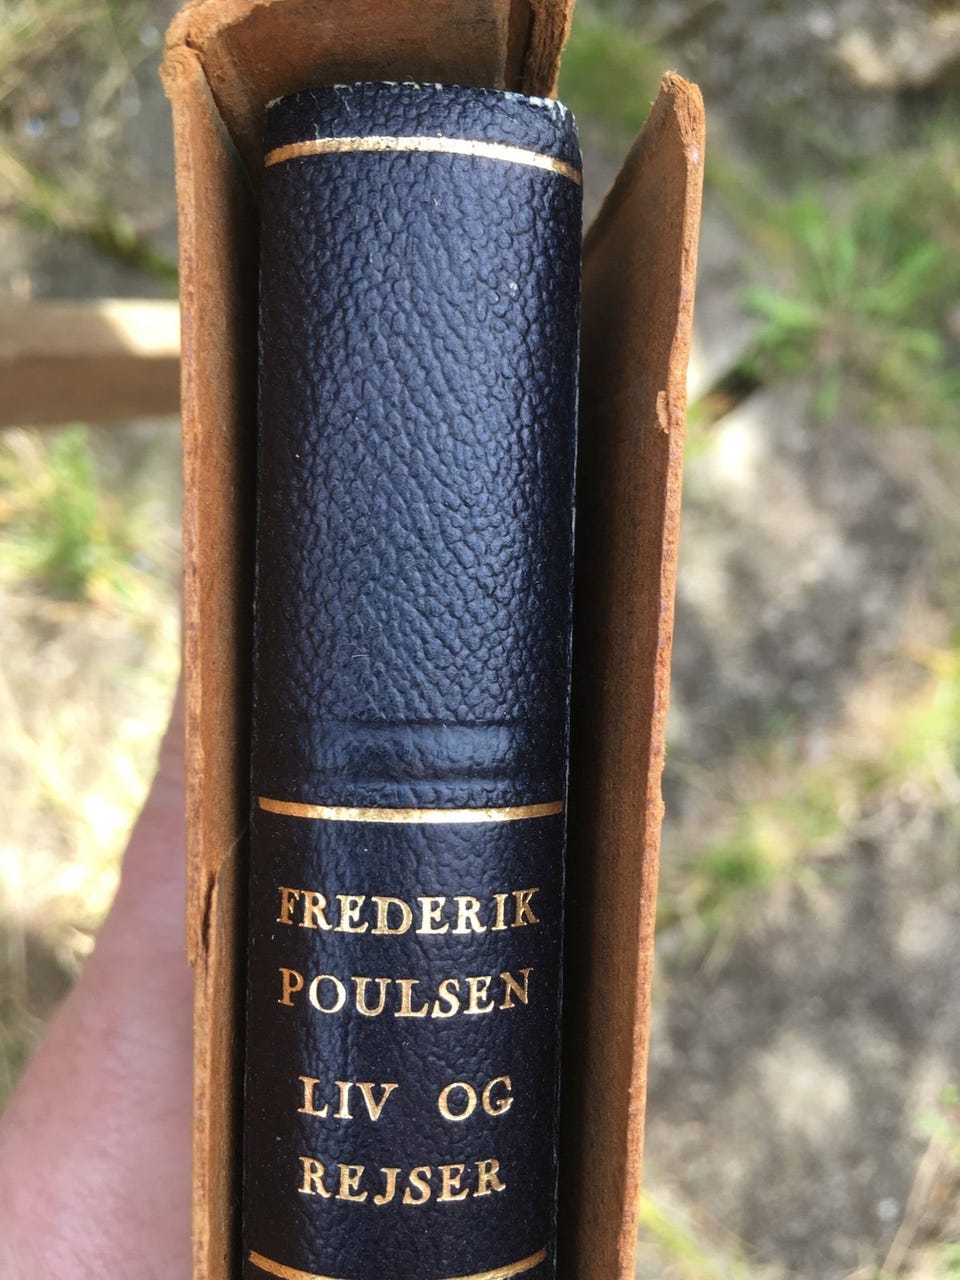 FREDERIK
POULSEN
LIV OG
REJSER